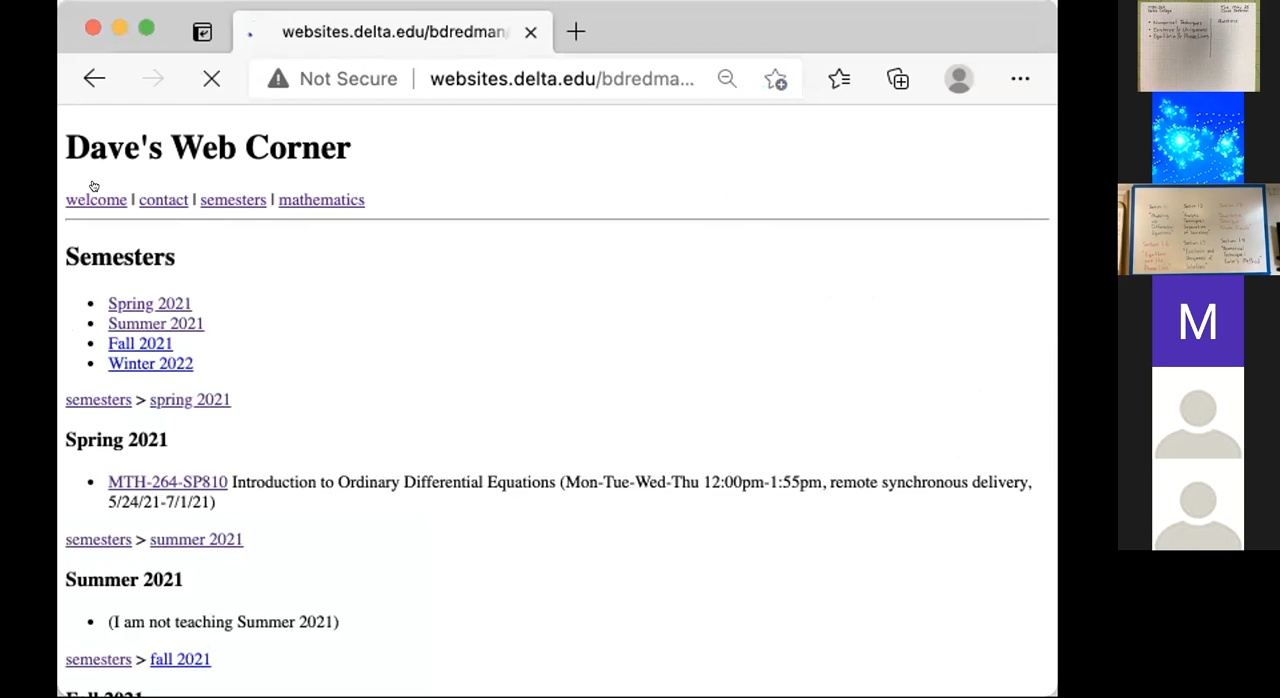 websites.delta.edu/bdredman
Not Secure
websites.delta.edu/bdredma...
Dave's Web Corner
welcome | contact | semesters | mathematics
Semesters
Spring 2021
Summer 2021
Fall 2021
Winter 2022
semesters > spring 2021
Spring 2021
MTH-264-SP810 Introduction to Ordinary Differential Equations (Mon-Tue-Wed-Thu 12:00pm-1:55pm, remote synchronous delivery,
5/24/21-7/1/21)
semesters > summer 2021
Summer 2021
(I am not teaching Summer 2021)
semesters > fall 2021
Fall 2021
M